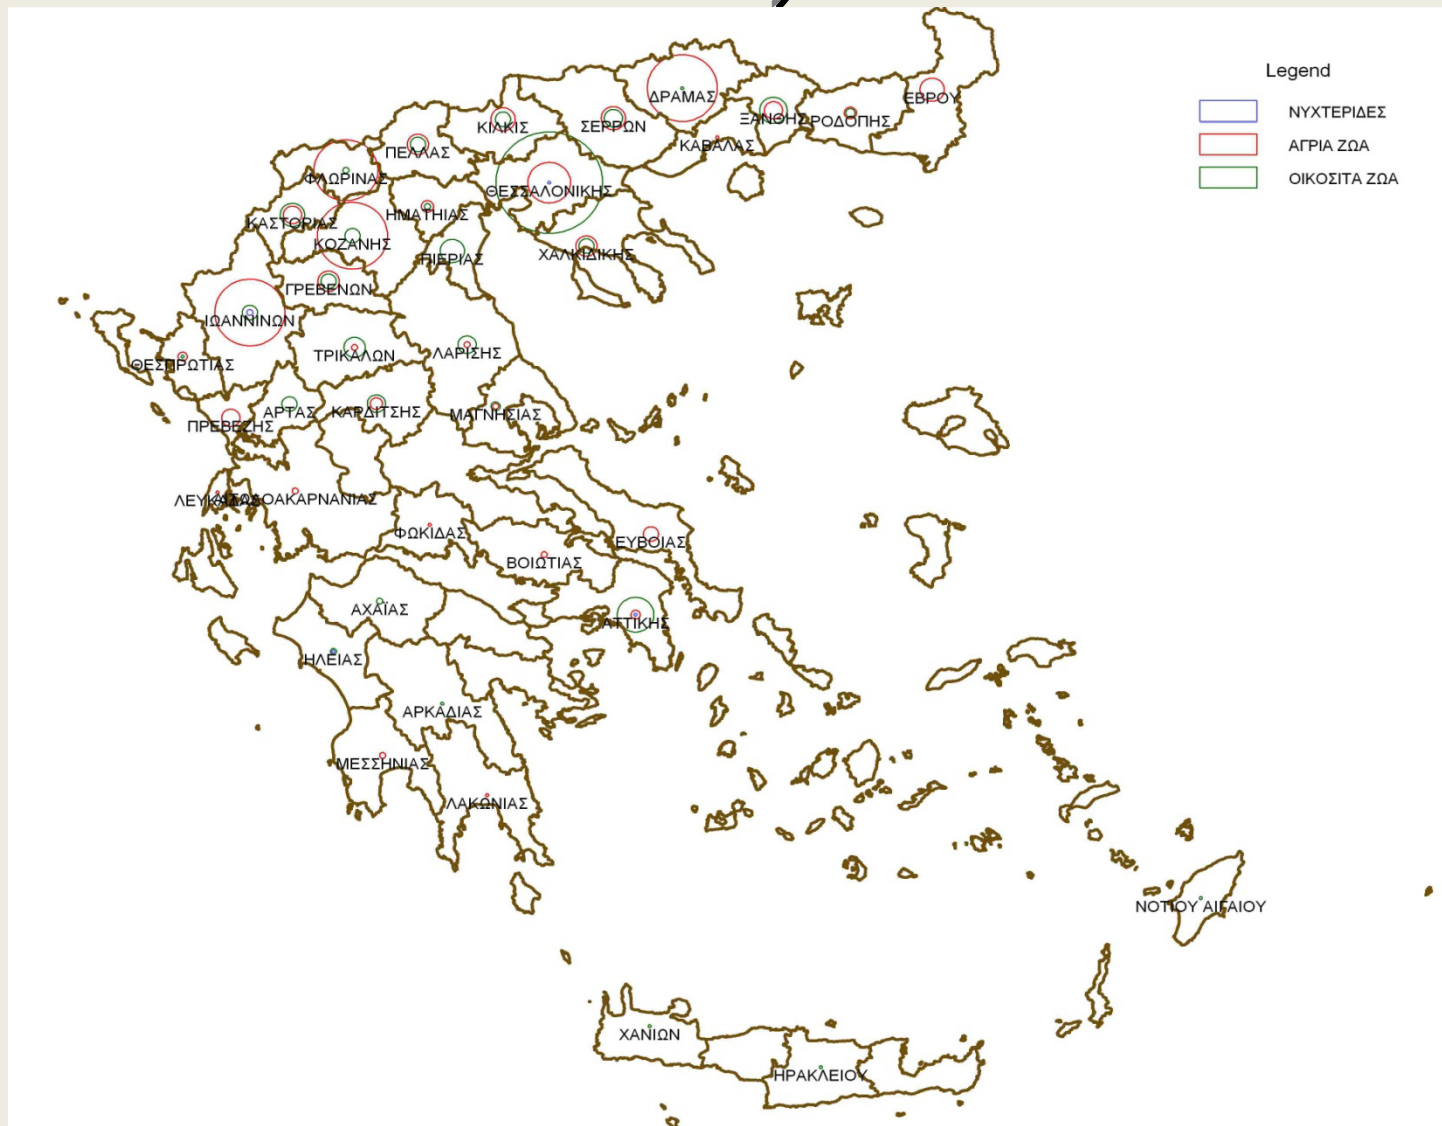 Legend
ΝΥΧΤΕΡΙΔΕΣ
ΑΓΡΙΑ ΖΩΑ
ΟΙΚΟΣΙΤΑ ΖΩΑ
ΔΡΑΜΑΣ
ΕΒΡΟΥ
ΞΑΝΘΗΣ
ΡΟΔΟΠΗΣ
ΚΙΛΚΙΣ
ΣΕΡΡΩΝ
ΚΑΒΑΛΑΣ
ΠΕΛΛΑΣ
ΦΛΩΡΙΝΑΣ
ΘΕΣΣΑΛΟΝΙΚΗΣ
ΚΑΣΤΟΡΙΑΣ
ΗΜΑΘΙΑΣ
ΚΟΖΑΝΗΣ
ΠΙΕΡΙΑΣ
ΧΑΛΚΙΔΙΚΗΣ
ΓΡΕΒΕΝΩΝ
ΙΩΑΝΝΙΝΩΝ
ΤΡΙΚΑΛΩΝ
ΛΑΡΙΣΗΣ
ΘΕΣΠΡΩΤΙΑΣ
ΑΡΤΑΣ
ΚΑΡΔΙΤΣΗΣ
ΜΑΓΝΗΣΙΑΣ
ΠΡΕΒΕΖΗΣ
ΦΩΚΙΔΑΣ
ΕΥΒΟΙΑΣ
ΒΟΙΩΤΙΑΣ
ΑΧΑΪΑΣ
ΑΤΤΙΚΗΣ
ΗΛΕΙΑΣ
ΑΡΚΑΔΙΑΣ
ΜΕΣΣΗΝΙΑΣ
ΛΑΚΩΝΙΑΣ
ΝΟΤΙΟΥ ΑΙΓΑΙΟΥ
ΧΑΝΙΩΝ
ΗΡΑΚΛΕΙΟΥ